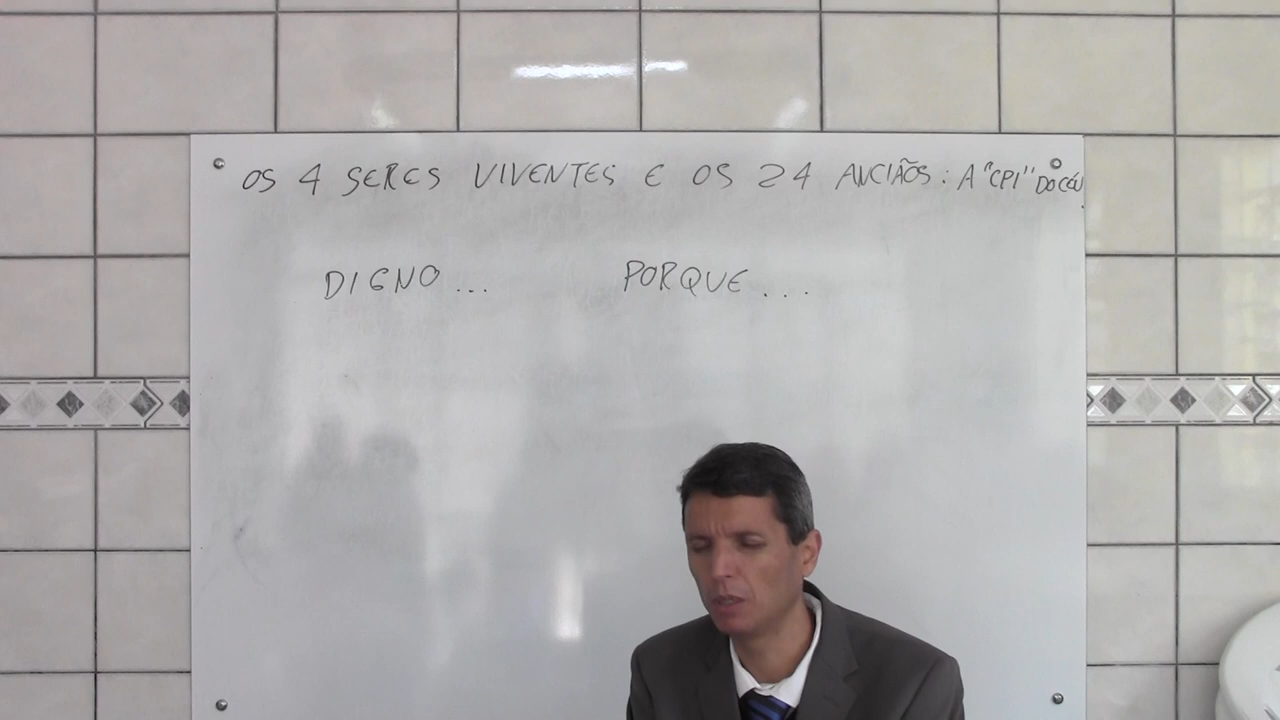 OS 4 SERES VIVENTES E OS 24 ANCIÃOS: A "CPI" DO CÉU
DIGNO... PORQUE...